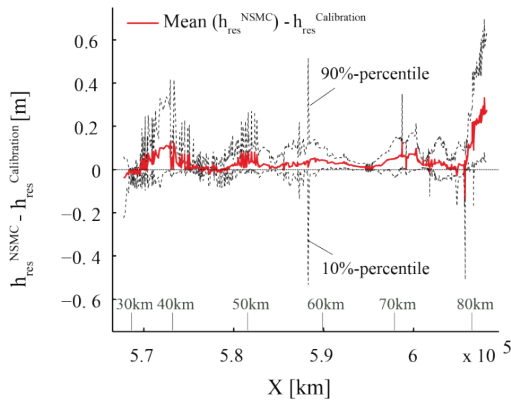 Mean (h_res^NSMC) - h_res^Calibration
h_res^NSMC - h_res^Calibration [m]
0.6
0.4
0.2
0
−0.2
−0.4
−0.6
90%-percentile
10%-percentile
30km 40km 50km 60km 70km 80km
5.7 5.8 5.9 6 x 10^5
X [km]